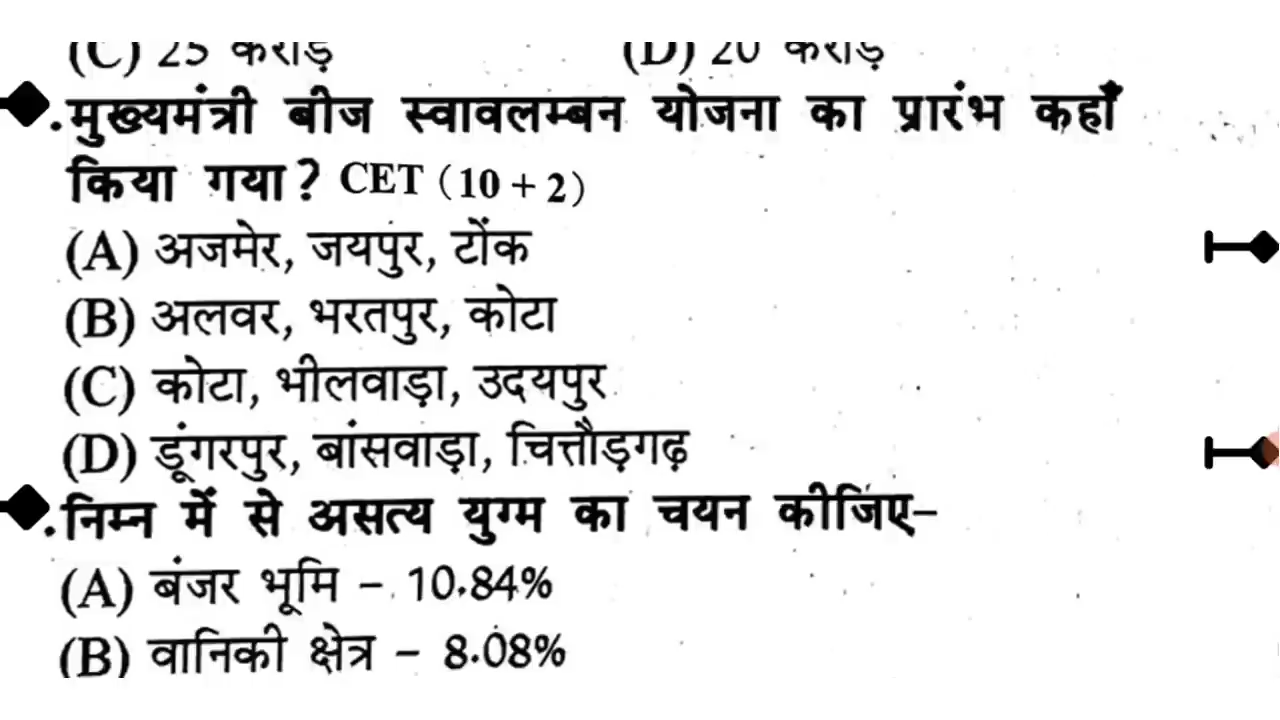 (C) 25 करोड़ (D) 20 करोड़
मुख्यमंत्री बीज स्वावलम्बन योजना का प्रारंभ कहाँ
किया गया? CET (10 + 2)
(A) अजमेर, जयपुर, टोंक
(B) अलवर, भरतपुर, कोटा
(C) कोटा, भीलवाड़ा, उदयपुर
(D) डूंगरपुर, बांसवाड़ा, चित्तौड़गढ़
निम्न में से असत्य युग्म का चयन कीजिए–
(A) बंजर भूमि – 10.84%
(B) वानिकी क्षेत्र – 8.08%